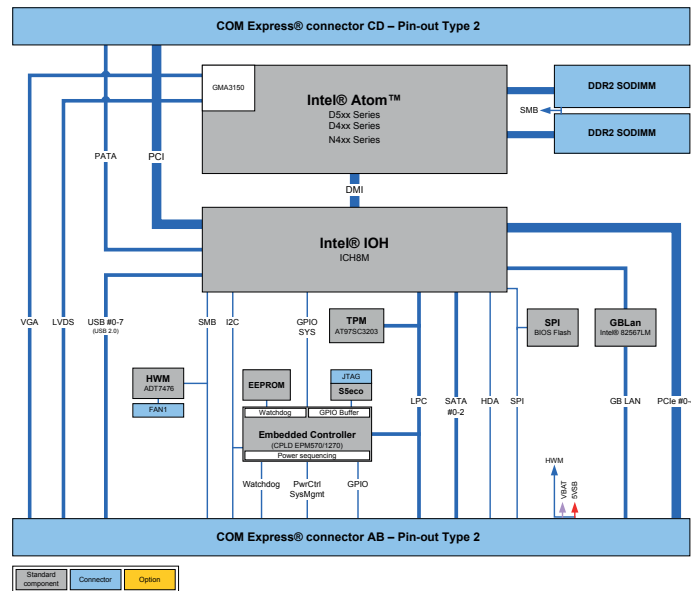 COM Express® connector CD – Pin-out Type 2
GMA3150
Intel® Atom™
D5xx Series
D4xx Series
N4xx Series
DDR2 SODIMM
SMB
DDR2 SODIMM
PATA
PCI
DMI
Intel® IOH
ICH8M
VGA
LVDS
USB #0-7
(USB 2.0)
SMB
I2C
GPIO
SYS
TPM
AT97SC3203
SPI
BIOS Flash
GBLan
Intel® 82567LM
HWM
ADT7476
FAN1
EEPROM
JTAG
S5eco
Watchdog
GPIO Buffer
Embedded Controller
(CPLD EPM570/1270)
Power sequencing
LPC
SATA
#0-2
HDA
SPI
GB LAN
PCIe #0-
Watchdog
PwrCtrl
SysMgmt
GPIO
HWM
VBAT
5VSB
COM Express® connector AB – Pin-out Type 2
Standard
component
Connector
Option